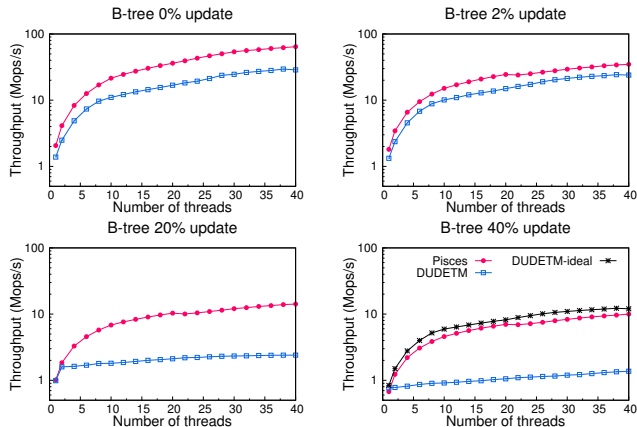 B-tree 0% update
Throughput (Mops/s)
100
10
1
0 5 10 15 20 25 30 35 40
Number of threads
B-tree 2% update
Throughput (Mops/s)
100
10
1
0 5 10 15 20 25 30 35 40
Number of threads
B-tree 20% update
Throughput (Mops/s)
100
10
1
0 5 10 15 20 25 30 35 40
Number of threads
B-tree 40% update
Throughput (Mops/s)
100
10
1
Pisces DUDETM-ideal
DUDETM
0 5 10 15 20 25 30 35 40
Number of threads